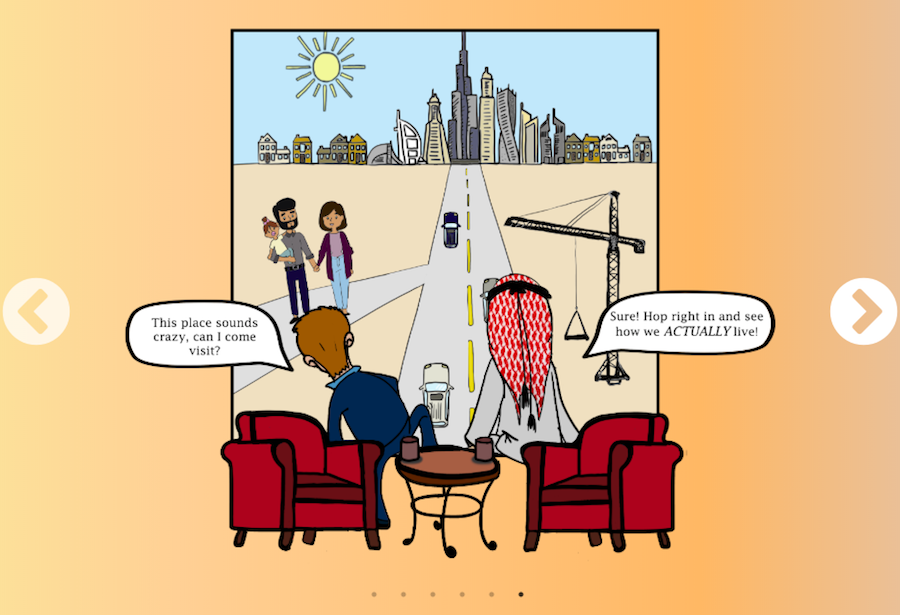 This place sounds
crazy, can I come
visit?
Sure! Hop right in and see
how we ACTUALLY live!